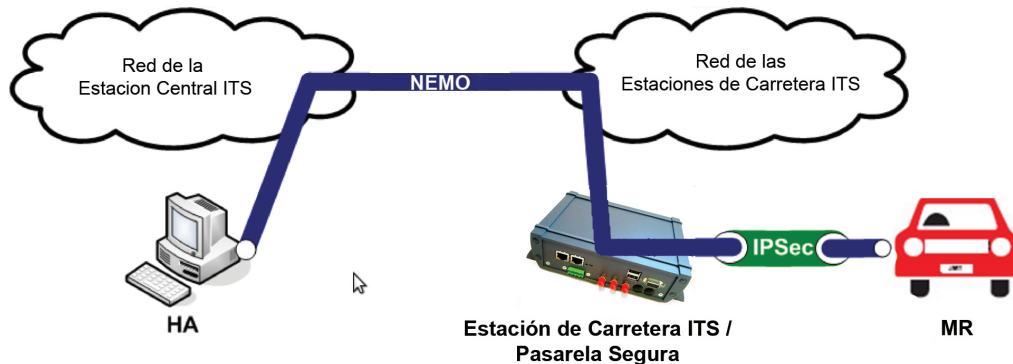 Red de la
Estacion Central ITS
Red de las
Estaciones de Carretera ITS
NEMO
IPSec
HA
Estación de Carretera ITS /
Pasarela Segura
MR